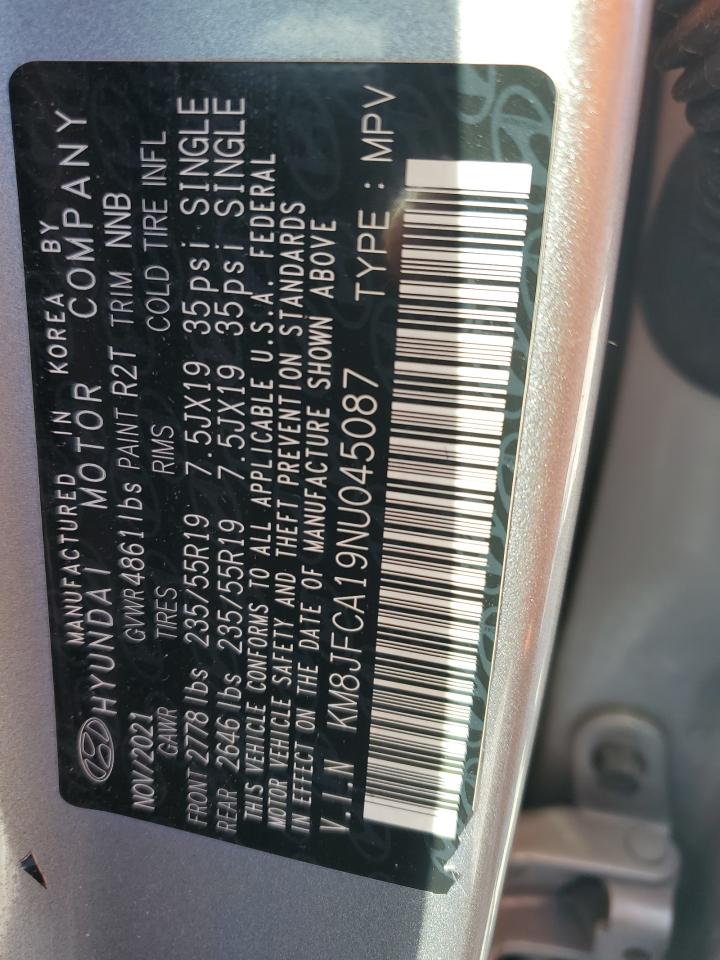 MANUFACTURED IN KOREA BY
HYUNDAI MOTOR COMPANY
NOV/2021 GVWR4861lbs PAINT R2T TRIM NNB
GAWR TIRES RIMS COLD TIRE INFL
FRONT 2778 lbs 235/55R19 7.5JX19 35psi SINGLE
REAR 2646 lbs 235/55R19 7.5JX19 35psi SINGLE
THIS VEHICLE CONFORMS TO ALL APPLICABLE U.S.A. FEDERAL
MOTOR VEHICLE SAFETY AND THEFT PREVENTION STANDARDS
IN EFFECT ON THE DATE OF MANUFACTURE SHOWN ABOVE
V.I.N KM8JFCA19NU045087 TYPE : MPV